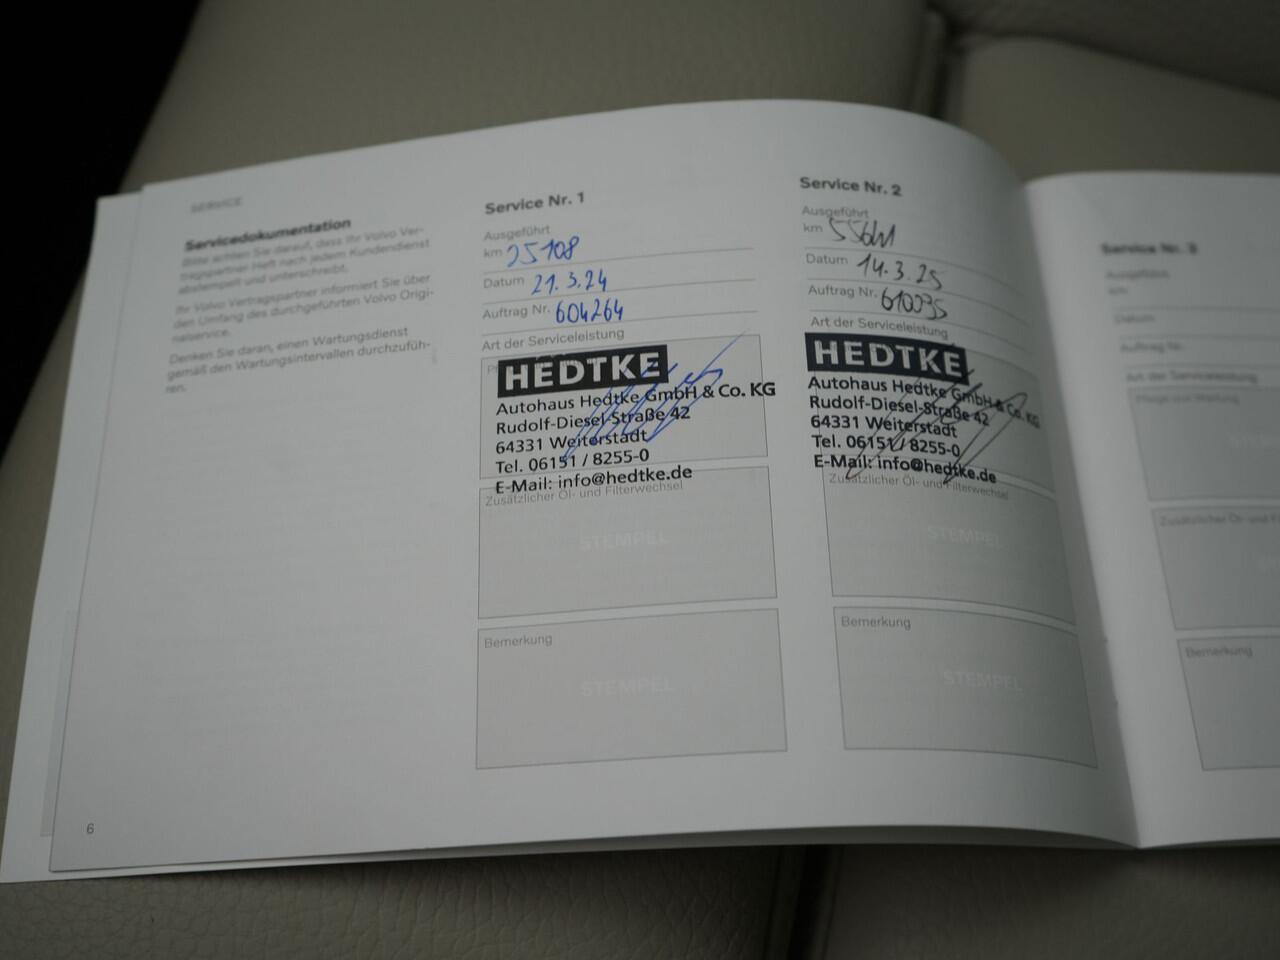 SERVICE
Servicedokumentation
Bitte achten Sie darauf, dass Ihr Volvo Ver-
tragspartner Heft nach jedem Kundendienst
abstempelt und unterschreibt.
Ihr Volvo Vertragspartner informiert Sie über
den Umfang des durchgeführten Volvo Origi-
nalservice.
Denken Sie daran, einen Wartungsdienst
gemäß den Wartungsintervallen durchzufüh-
ren.
6
Service Nr. 1
Ausgeführt
km 25108
Datum 21.3.24
Auftrag Nr. 604264
Art der Serviceleistung
HEDTKE
Autohaus Hedtke GmbH & Co. KG
Rudolf-Diesel-Straße 42
64331 Weiterstadt
Tel. 06151 / 8255-0
E-Mail: info@hedtke.de
Zusätzlicher Öl- und Filterwechsel
STEMPEL
Bemerkung
STEMPEL
Service Nr. 2
Ausgeführt
km
Datum 14.3.25
Auftrag Nr. 610035
Art der Serviceleistung
HEDTKE
Autohaus Hedtke GmbH & Co. KG
Rudolf-Diesel-Straße 42
64331 Weiterstadt
Tel. 06151 / 8255-0
E-Mail: info@hedtke.de
Zusätzlicher Öl- und Filterwechsel
STEMPEL
Bemerkung
STEMPEL
Service Nr. 3
Ausgeführt
km
Datum
Auftrag Nr.
Art der Serviceleistung
Pflege und Wartung
Zusätzlicher Öl- und
Bemerkung